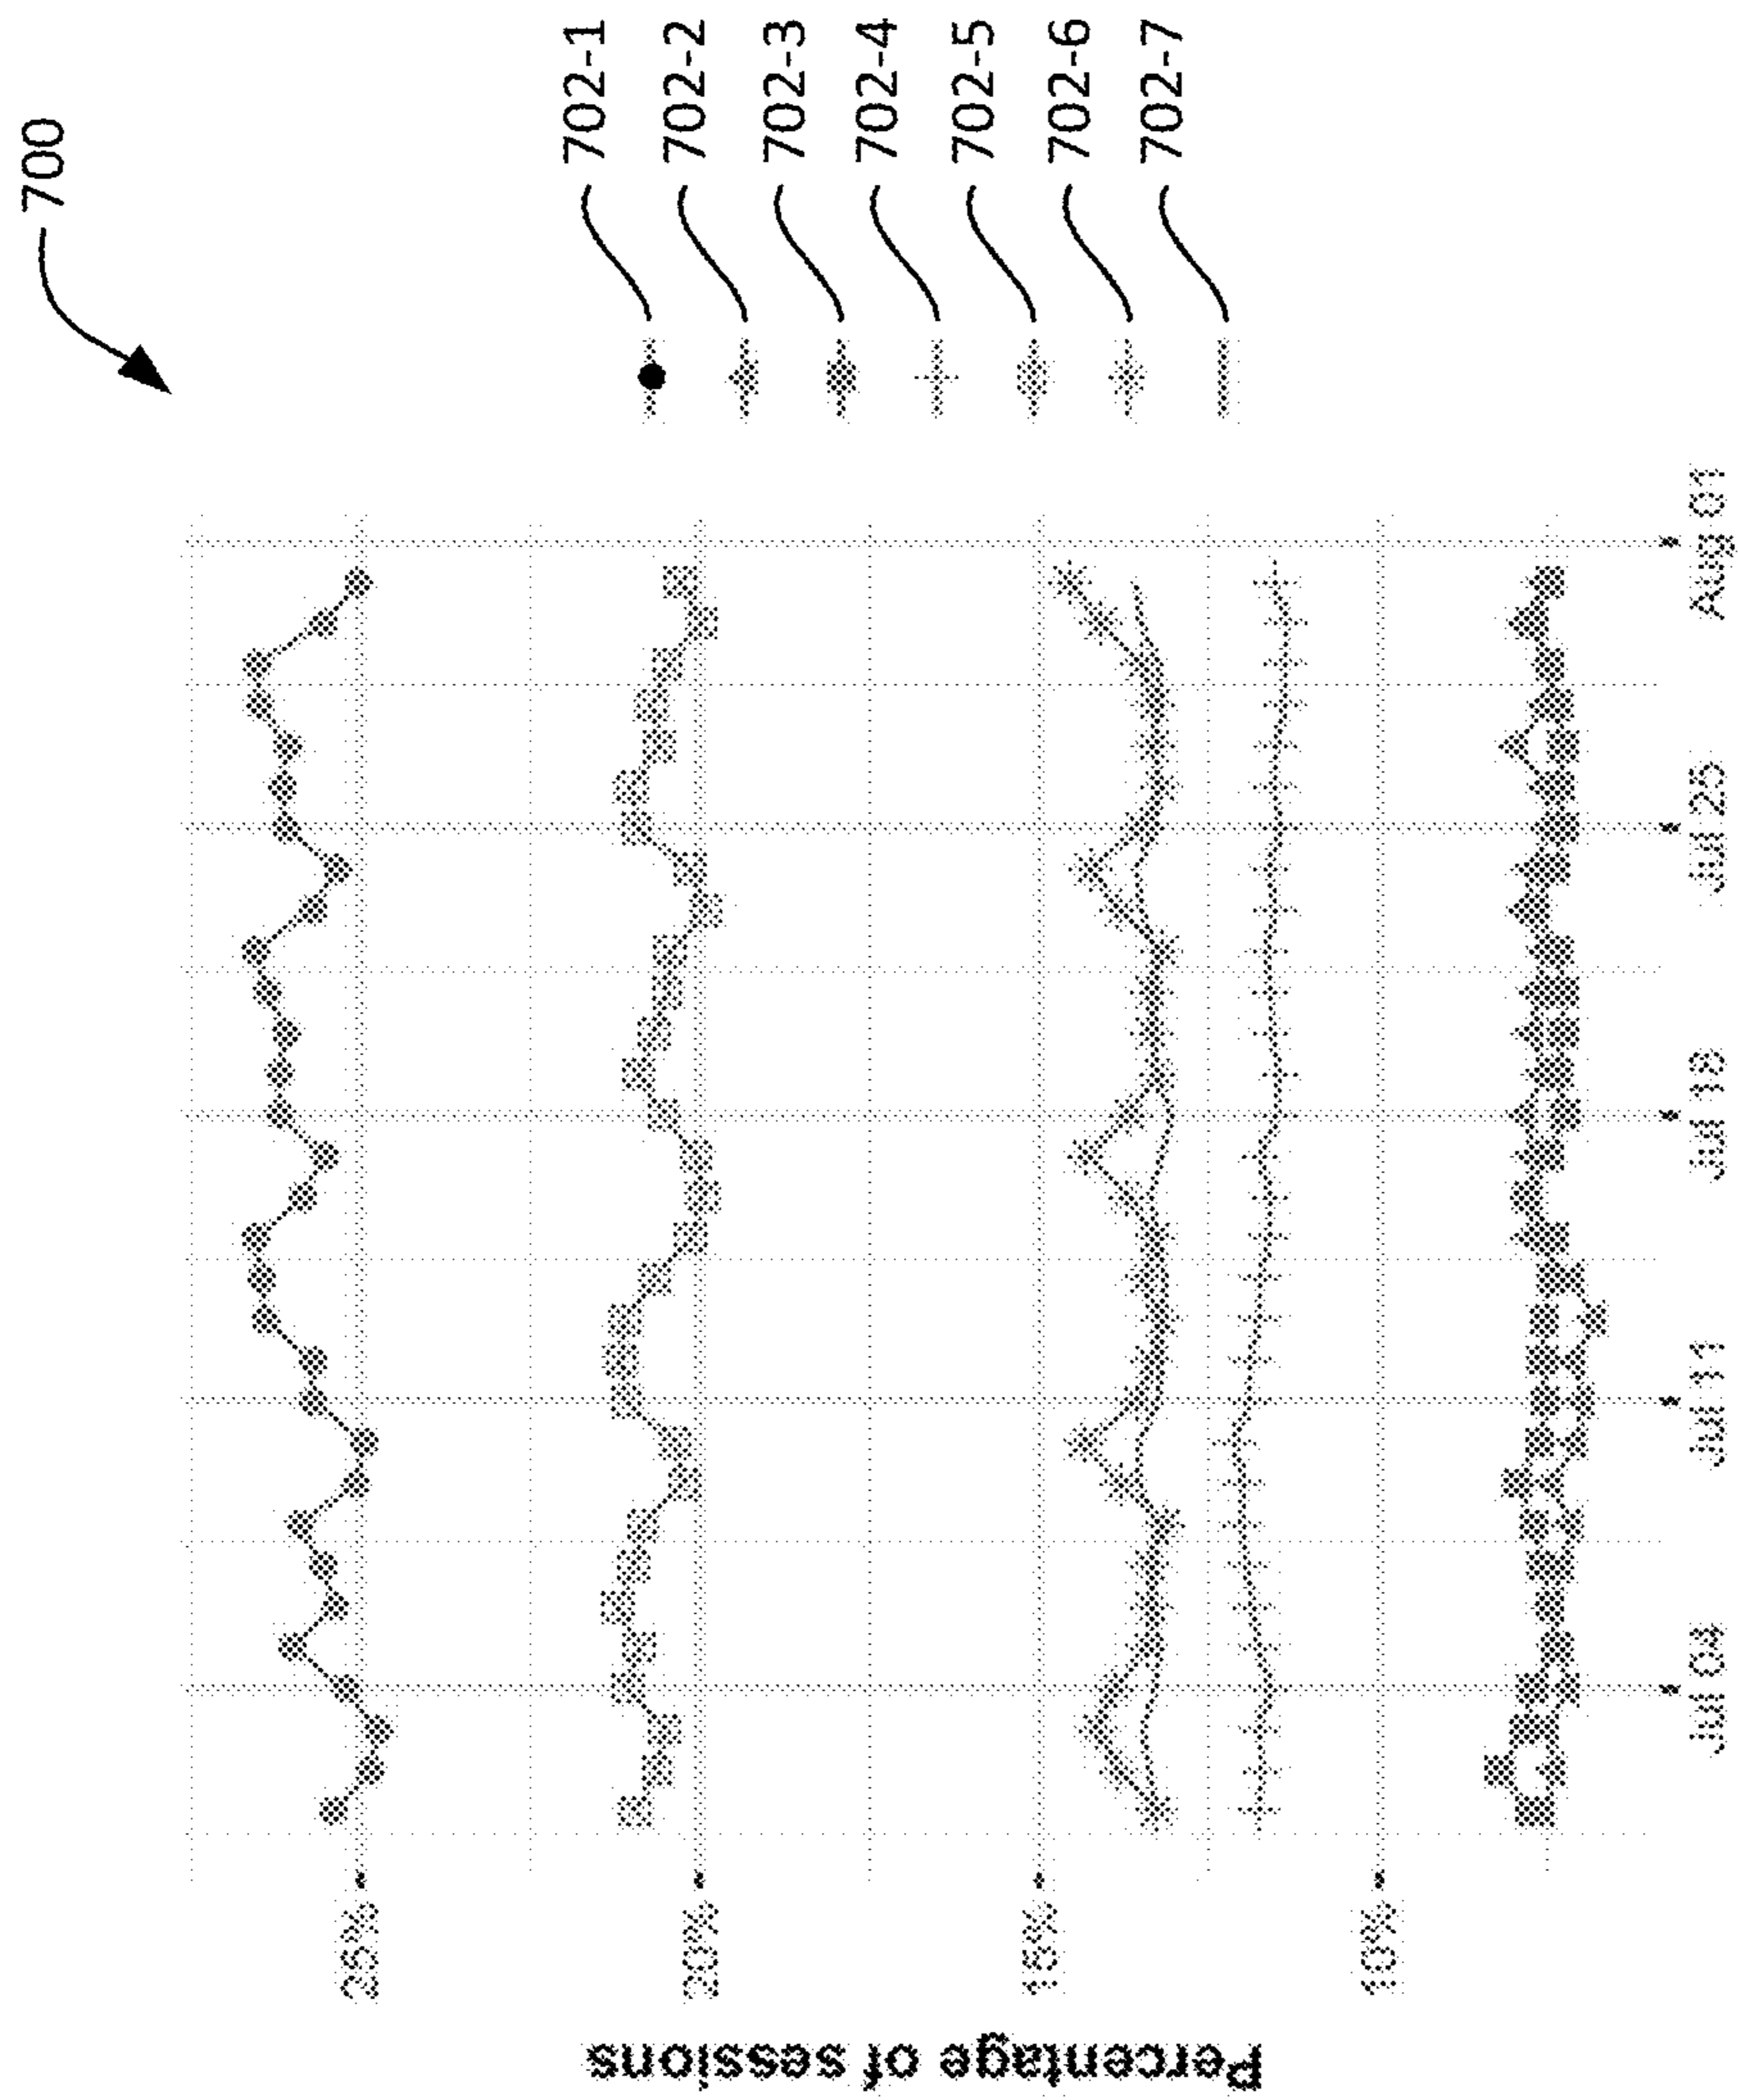 700
702-1
702-2
702-3
702-4
702-5
702-6
702-7
Percentage of sessions
25%
20%
15%
10%
Jul 04
Jul 11
Jul 18
Jul 25
Aug 01